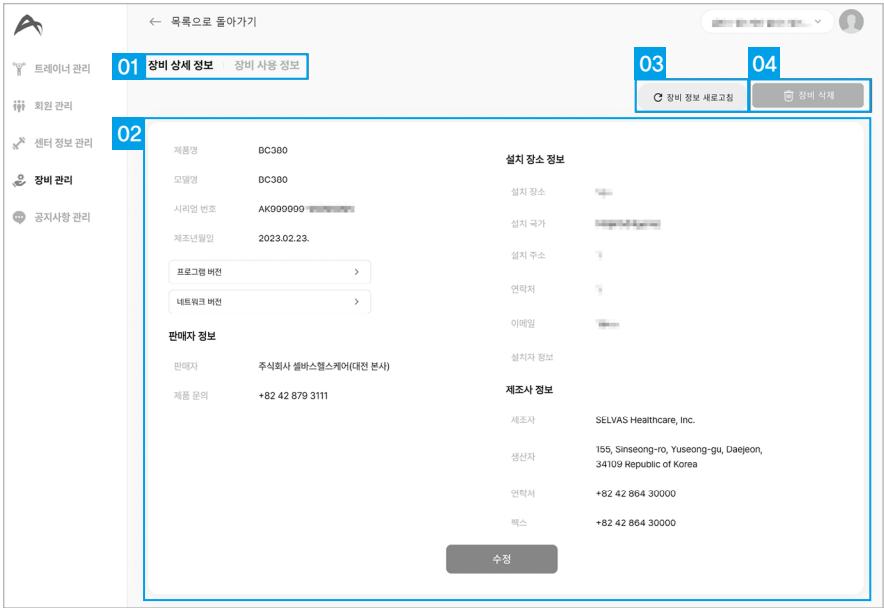 목록으로 돌아가기
트레이너 관리
회원 관리
센터 정보 관리
장비 관리
공지사항 관리
01
장비 상세 정보
장비 사용 정보
03
장비 정보 새로고침
04
장비 삭제
02
제품명 BC380
모델명 BC380
시리얼 번호 AK999999
제조년월일 2023.02.23.
프로그램 버전
네트워크 버전
판매자 정보
판매자 주식회사 셀바스헬스케어(대전 본사)
제품 문의 +82 42 879 3111
설치 장소 정보
설치 장소
설치 국가
설치 주소
연락처
이메일
설치자 정보
제조사 정보
제조사 SELVAS Healthcare, Inc.
생산자 155, Sinseong-ro, Yuseong-gu, Daejeon,
34109 Republic of Korea
연락처 +82 42 864 30000
팩스 +82 42 864 30000
수정